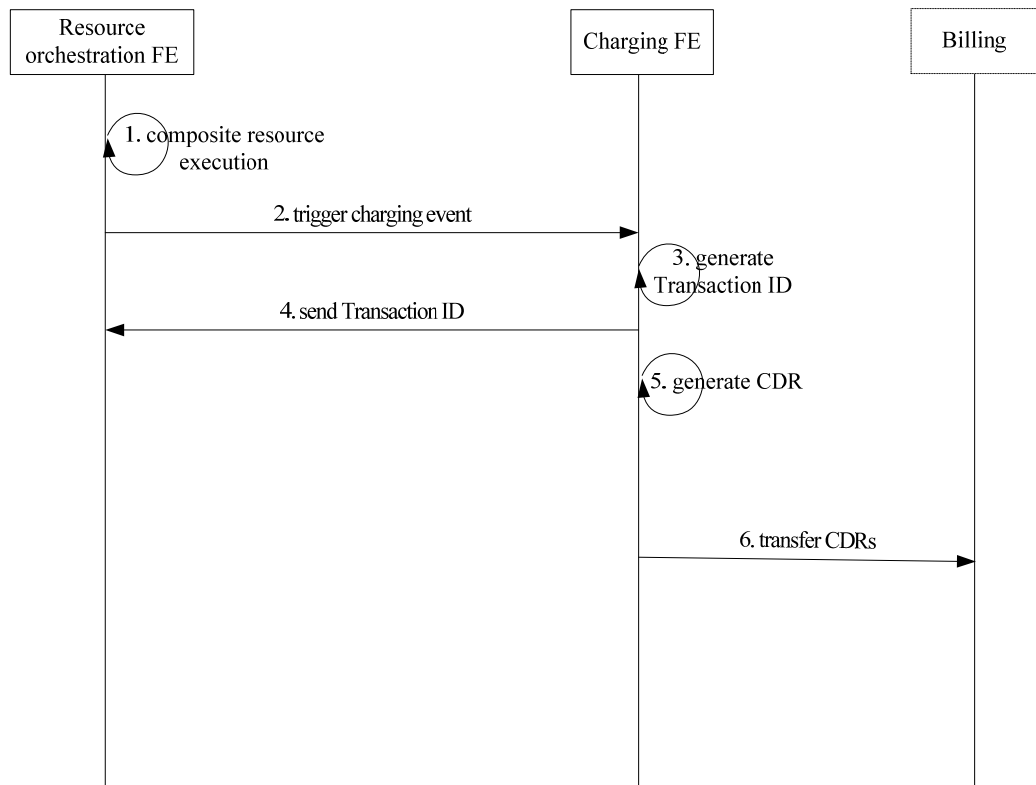 Resource
orchestration FE
Charging FE
Billing
1. composite resource
execution
2. trigger charging event
3. generate
Transaction ID
4. send Transaction ID
5. generate CDR
6. transfer CDRs